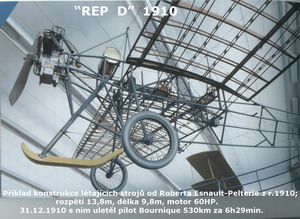 “REP D” 1910
Příklad konstrukce létajících strojů od Roberta Esnault-Pelterie z r.1910;
rozpětí 13,8m, délka 9,8m, motor 60HP.
31.12.1910 s ním uletěl pilot Bournique 530km za 6h29min.